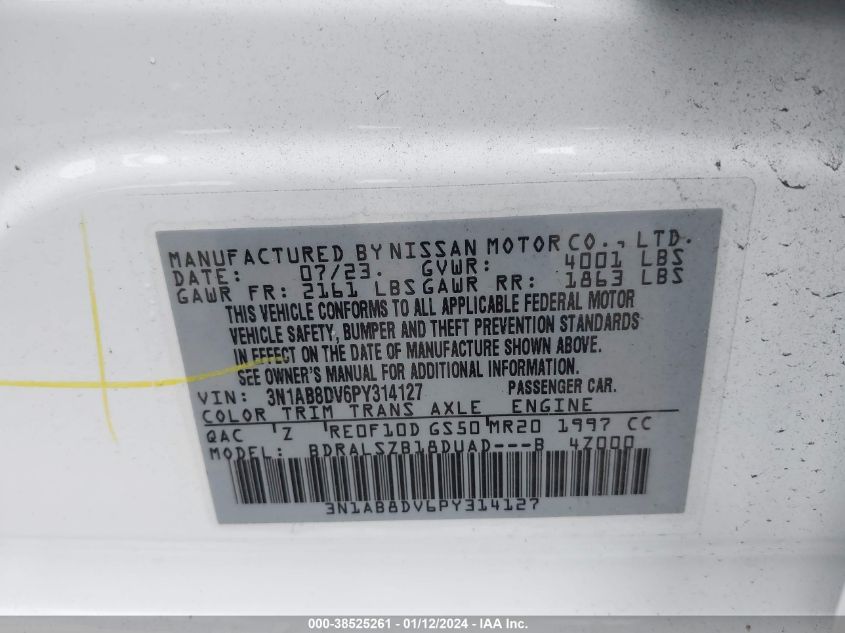 MANUFACTURED BY NISSAN MOTOR CO., LTD.
DATE: 07/23. GVWR: 4001 LBS
GAWR FR: 2161 LBS GAWR RR: 1863 LBS
THIS VEHICLE CONFORMS TO ALL APPLICABLE FEDERAL MOTOR
VEHICLE SAFETY, BUMPER AND THEFT PREVENTION STANDARDS
IN EFFECT ON THE DATE OF MANUFACTURE SHOWN ABOVE.
SEE OWNER'S MANUAL FOR ADDITIONAL INFORMATION.
VIN: 3N1AB8DV6PY314127 PASSENGER CAR.
COLOR TRIM TRANS AXLE ENGINE
QAC Z RE0F10D GS50 MR20 1997 CC
MODEL: BDRALSZB18DUAD---B 4Z000
3N1AB8DV6PY314127
000-38525261 - 01/12/2024 - IAA Inc.